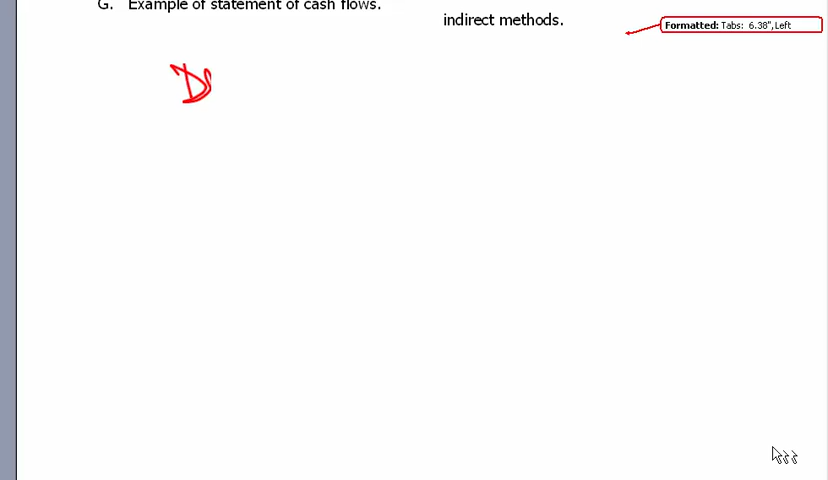 G. Example of statement of cash flows.
indirect methods.
Formatted: Tabs: 6.38", Left